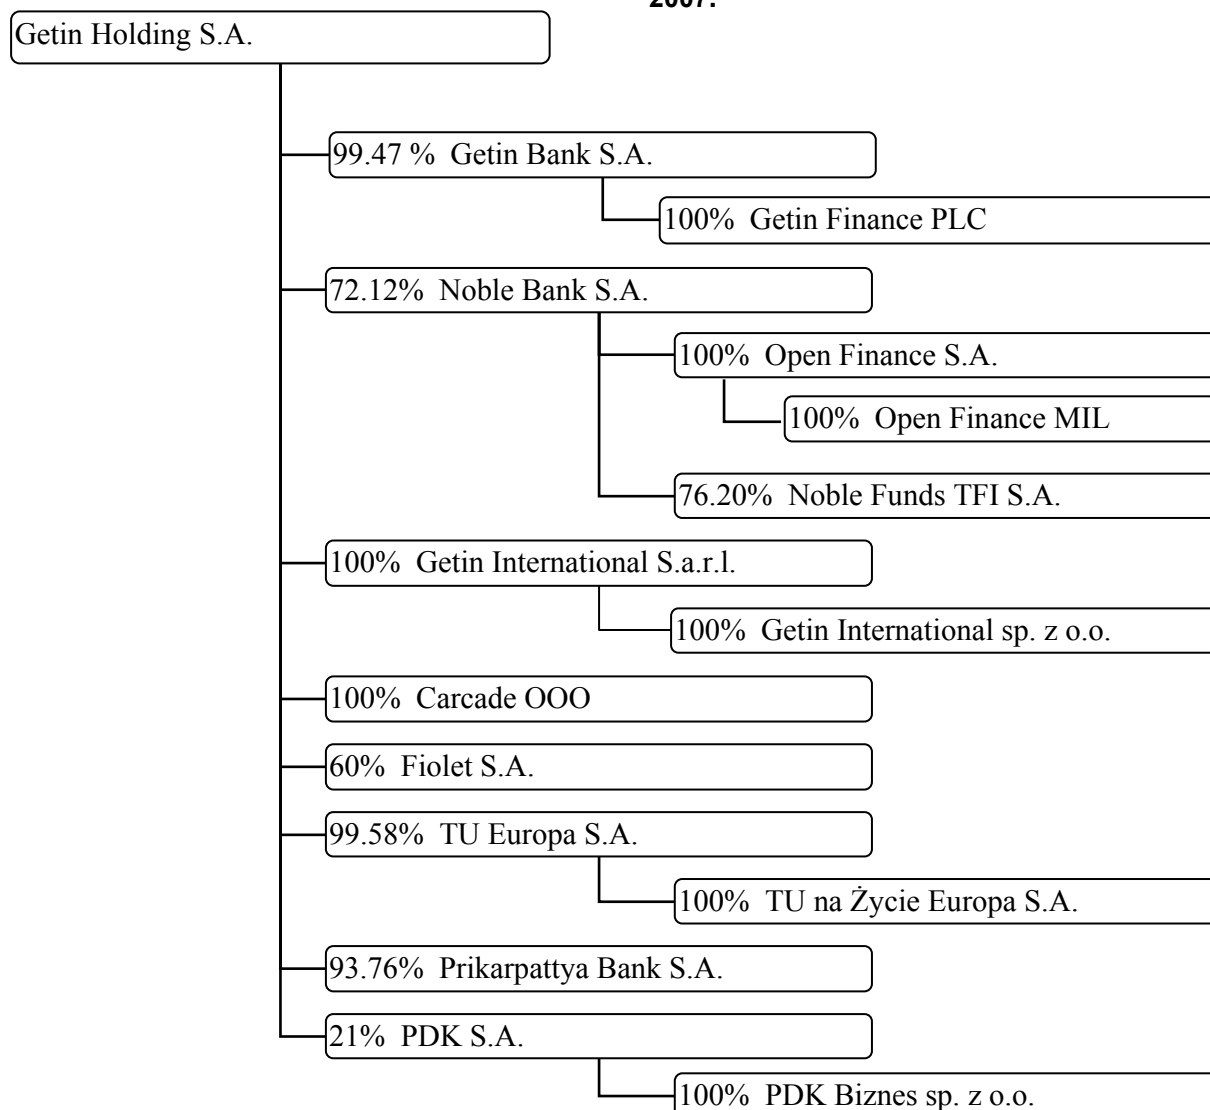 2007.
Getin Holding S.A.
99.47 % Getin Bank S.A.
100% Getin Finance PLC
72.12% Noble Bank S.A.
100% Open Finance S.A.
100% Open Finance MIL
76.20% Noble Funds TFI S.A.
100% Getin International S.a.r.l.
100% Getin International sp. z o.o.
100% Carcade OOO
60% Fiolet S.A.
99.58% TU Europa S.A.
100% TU na Życie Europa S.A.
93.76% Prikarpattya Bank S.A.
21% PDK S.A.
100% PDK Biznes sp. z o.o.